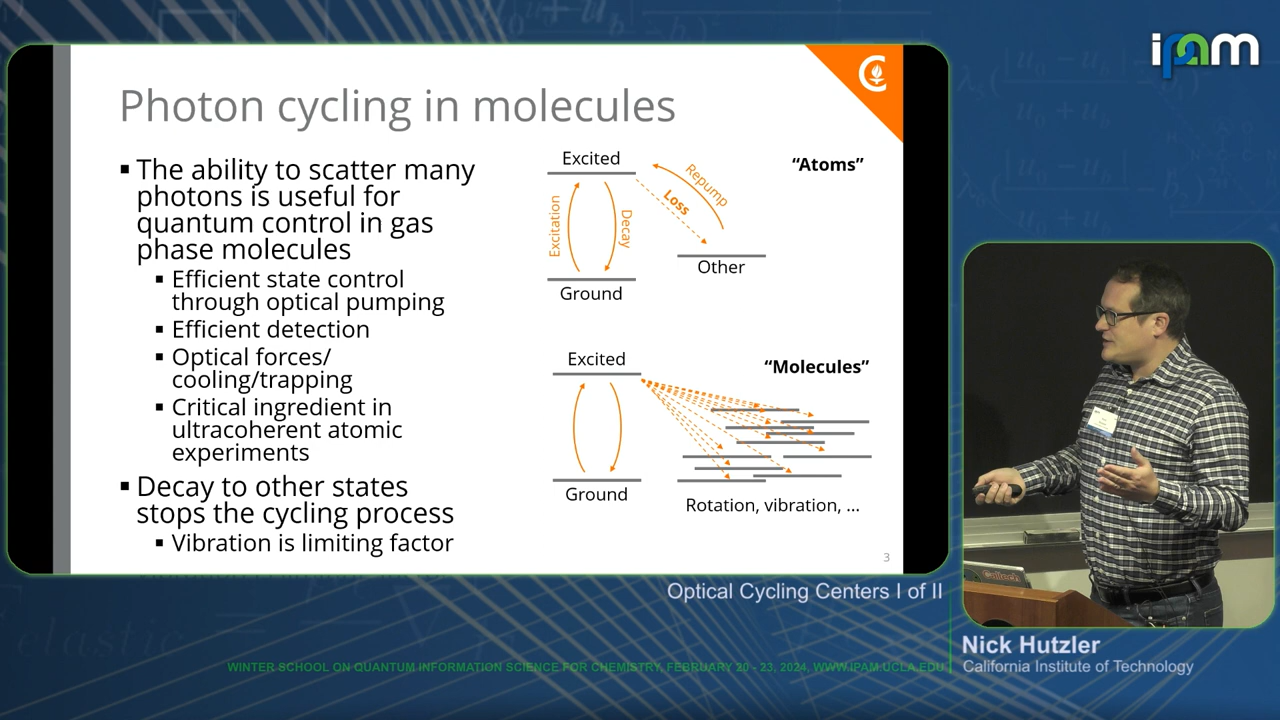 ipam
Photon cycling in molecules
▪ The ability to scatter many
photons is useful for
quantum control in gas
phase molecules
▪ Efficient state control
through optical pumping
▪ Efficient detection
▪ Optical forces/
cooling/trapping
▪ Critical ingredient in
ultracoherent atomic
experiments
▪ Decay to other states
stops the cycling process
▪ Vibration is limiting factor
Excited
"Atoms"
Repump
Loss
Excitation
Decay
Other
Ground
Excited
"Molecules"
Ground
Rotation, vibration, ...
3
Caltech
Optical Cycling Centers I of II
Nick Hutzler
California Institute of Technology
WINTER SCHOOL ON QUANTUM INFORMATION SCIENCE FOR CHEMISTRY, FEBRUARY 20 - 23, 2024, WWW.IPAM.UCLA.EDU
elastic